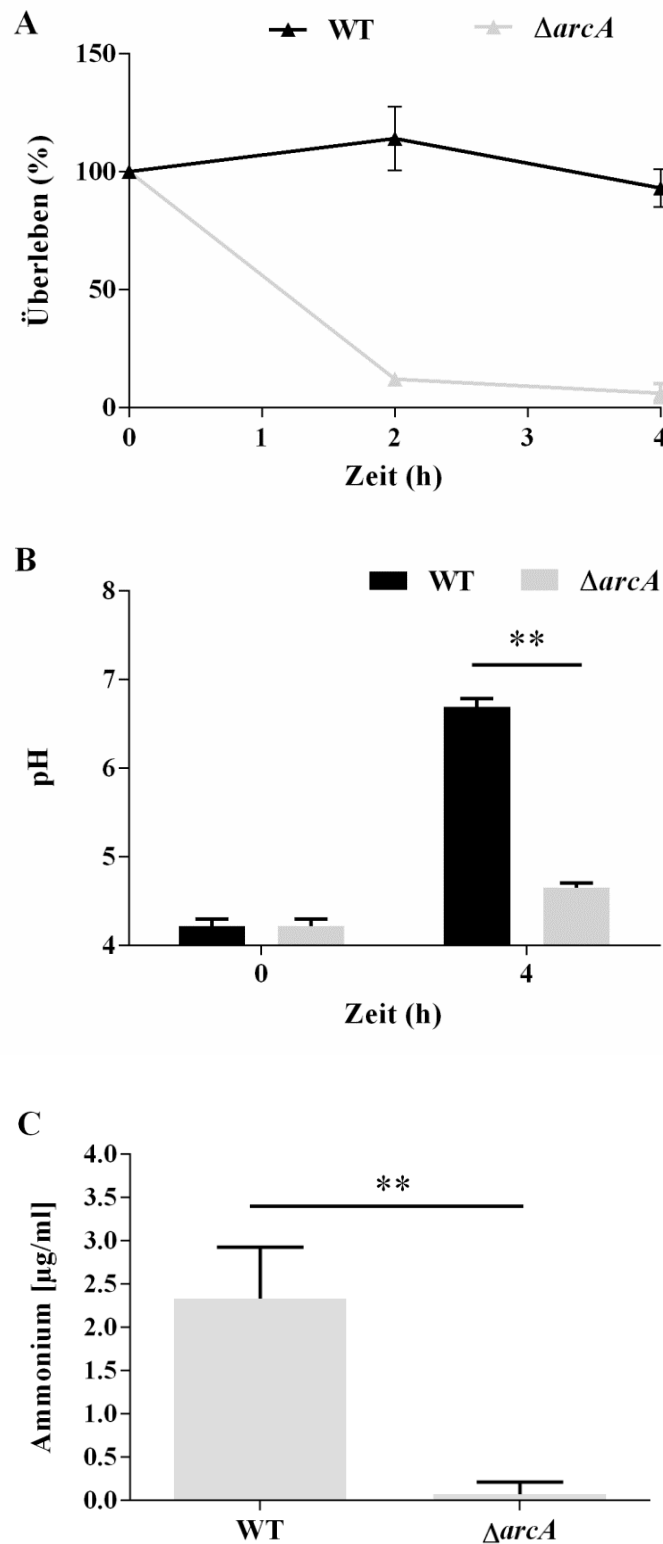 A
WT ΔarcA
150
100
50
0
Überleben (%)
0 1 2 3 4
Zeit (h)
B
WT ΔarcA
8
7
6
5
4
pH
**
0 4
Zeit (h)
C
4.0
3.5
3.0
2.5
2.0
1.5
1.0
0.5
0.0
Ammonium [µg/ml]
**
WT ΔarcA